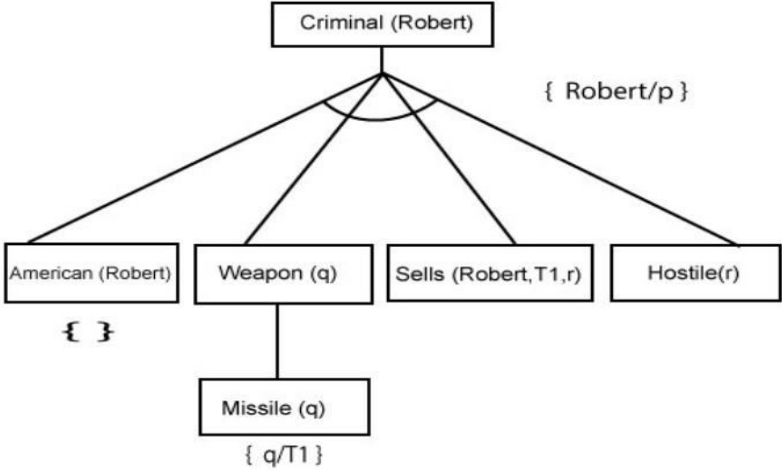 Criminal (Robert)
{ Robert/p }
American (Robert)
Weapon (q)
Sells (Robert,T1,r)
Hostile(r)
{ }
Missile (q)
{ q/T1 }